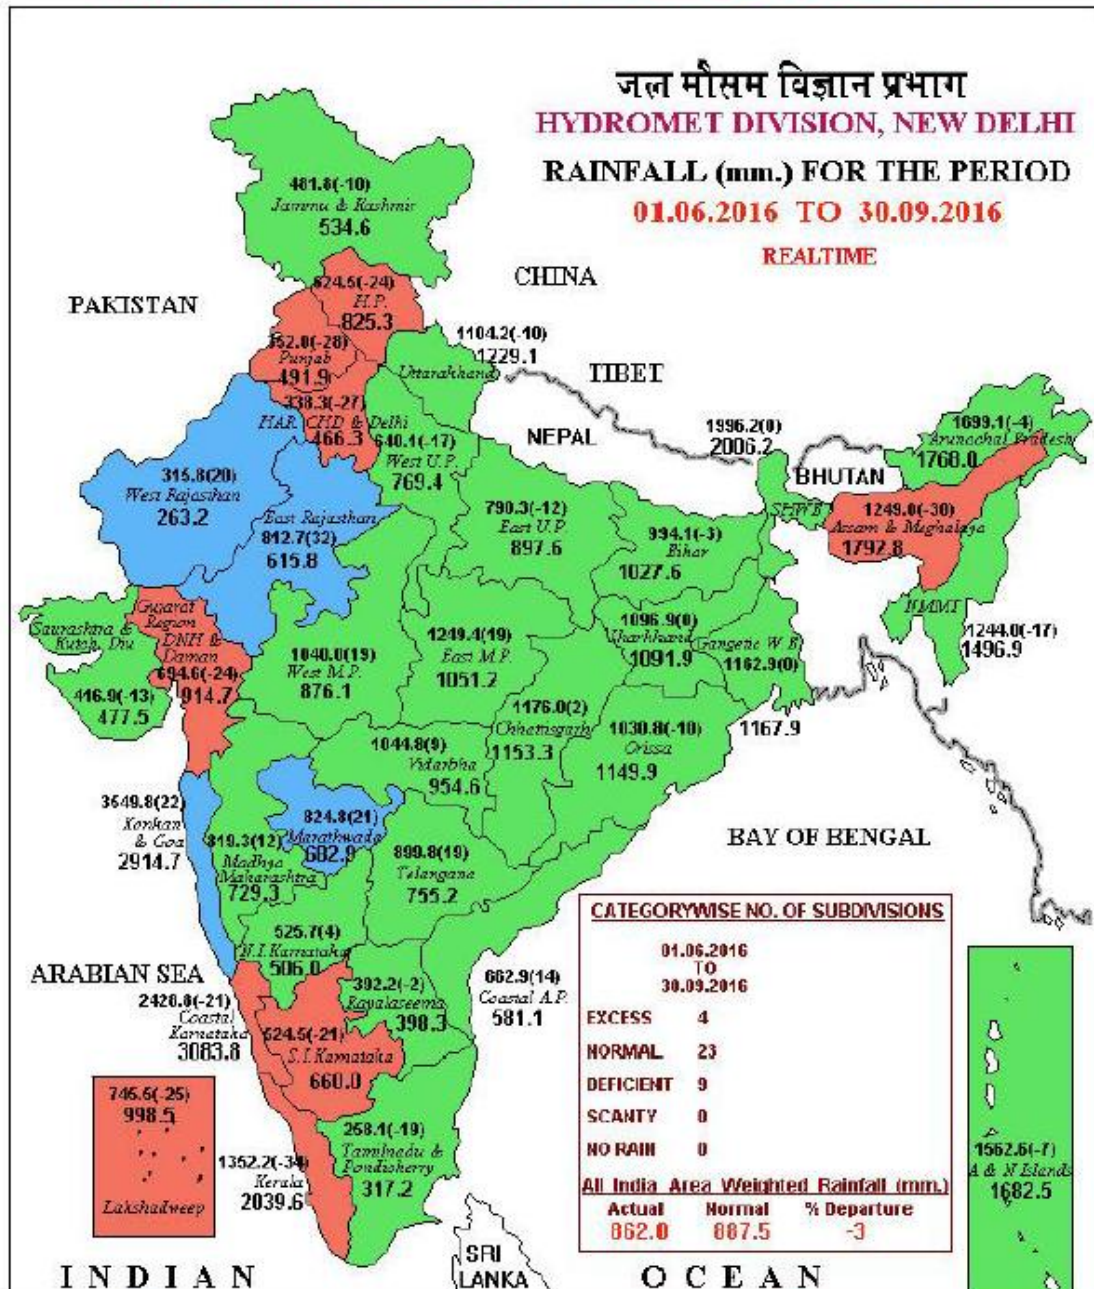 जल मौसम विज्ञान प्रभाग
HYDROMET DIVISION, NEW DELHI
RAINFALL (mm.) FOR THE PERIOD
01.06.2016 TO 30.09.2016
REALTIME
481.8(-10)
Jammu & Kashmir
534.6
CHINA
PAKISTAN
624.5(-24)
H.P.
825.3
352.0(-28)
Punjab
491.9
1104.2(-10)
1229.1
Uttarakhand
TIBET
338.3(-27)
HAR CHD & Delhi
466.3
640.1(-17)
West U.P.
769.4
NEPAL
1996.2(0)
2006.2
SHWB
BHUTAN
1699.1(-4)
Arunachal Pradesh
1768.0
315.8(20)
West Rajasthan
263.2
East Rajasthan
812.7(32)
615.8
790.3(-12)
East U.P.
897.6
994.1(-3)
Bihar
1027.6
1249.0(-30)
Assam & Meghalaya
1792.8
NMMT
1244.0(-17)
1496.9
Saurashtra &
Kutch, Diu
416.9(-13)
477.5
Gujarat
Region
DNH &
Daman
694.6(-24)
914.7
1040.0(19)
West M.P.
876.1
1249.4(19)
East M.P.
1051.2
1096.9(0)
Jharkhand
1091.9
Gangetic W.B
1162.9(0)
1167.9
1176.0(2)
Chhattisgarh
1153.3
1030.8(-10)
Orissa
1149.9
1044.8(9)
Vidarbha
954.6
3549.8(22)
Konkan
& Goa
2914.7
824.8(21)
Marathwada
682.9
819.3(12)
Madhya
Maharashtra
729.3
899.8(19)
Telangana
755.2
BAY OF BENGAL
525.7(4)
N.I.Karnataka
506.0
ARABIAN SEA
2428.8(-21)
Coastal
Karnataka
3083.8
392.2(-2)
Rayalaseema
398.3
662.9(14)
Coastal A.P.
581.1
524.5(-21)
S.I.Karnataka
660.0
745.5(-25)
998.5
Lakshadweep
1352.2(-34)
Kerala
2039.6
258.1(-19)
Tamilnadu &
Pondicherry
317.2
CATEGORYWISE NO. OF SUBDIVISIONS
01.06.2016
TO
30.09.2016
EXCESS 4
NORMAL 23
DEFICIENT 9
SCANTY 0
NO RAIN 0
All India Area Weighted Rainfall (mm.)
Actual Normal % Departure
862.0 887.5 -3
1562.6(-7)
A & N Islands
1682.5
SRI
LANKA
INDIAN OCEAN